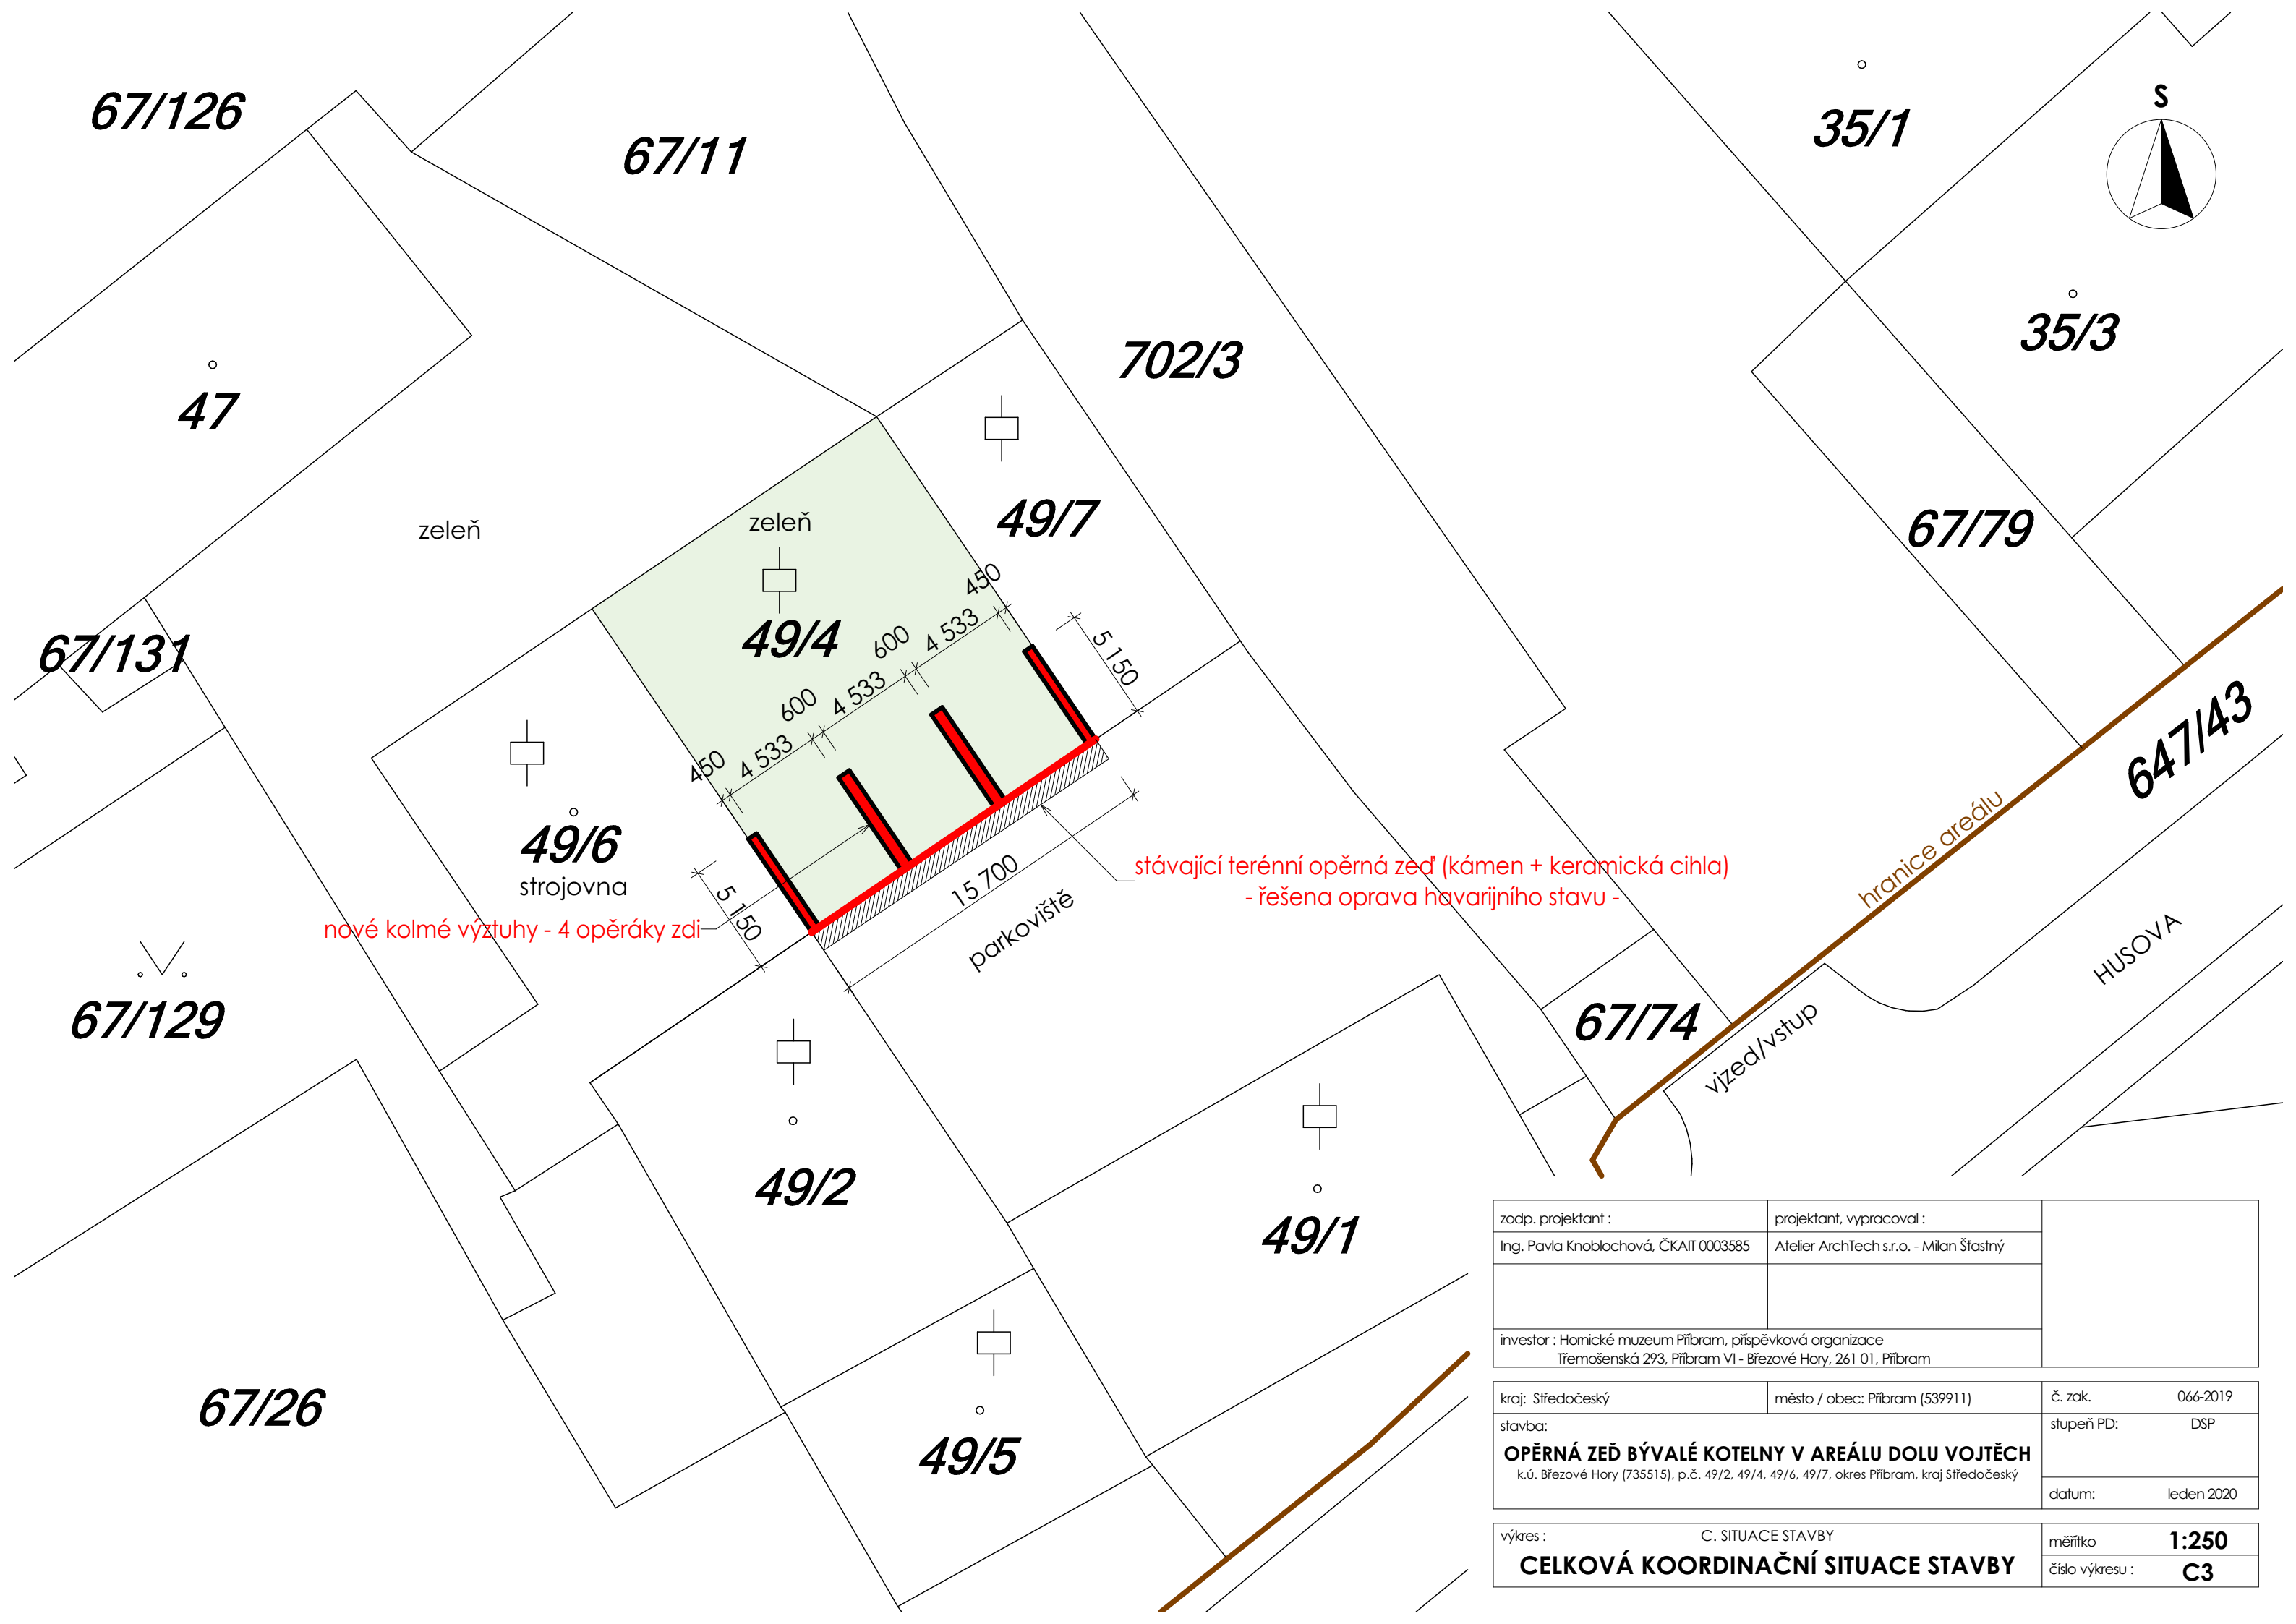 67/126
67/11
35/1
S
702/3
35/3
47
zeleň
zeleň
49/7
67/79
49/4
67/131
450
4 533
600
4 533
600
4 533
450
5 150
647/43
49/6
strojovna
nové kolmé výztuhy - 4 opěráky zdi
5 150
15 700
parkoviště
stávající terénní opěrná zeď (kámen + keramická cihla)
- řešena oprava havarijního stavu -
hranice areálu
HUSOVA
67/129
67/74
vjzed/vstup
49/2
49/1
67/26
49/5
zodp. projektant :
projektant, vypracoval :
Ing. Pavla Knoblochová, ČKAIT 0003585
Atelier ArchTech s.r.o. - Milan Šťastný
investor : Hornické muzeum Příbram, příspěvková organizace
Třemošenská 293, Příbram VI - Březové Hory, 261 01, Příbram
kraj: Středočeský
město / obec: Příbram (539911)
č. zak. 066-2019
stavba:
stupeň PD: DSP
OPĚRNÁ ZEĎ BÝVALÉ KOTELNY V AREÁLU DOLU VOJTĚCH
k.ú. Březové Hory (735515), p.č. 49/2, 49/4, 49/6, 49/7, okres Příbram, kraj Středočeský
datum: leden 2020
výkres :
C. SITUACE STAVBY
CELKOVÁ KOORDINAČNÍ SITUACE STAVBY
měřítko 1:250
číslo výkresu : C3